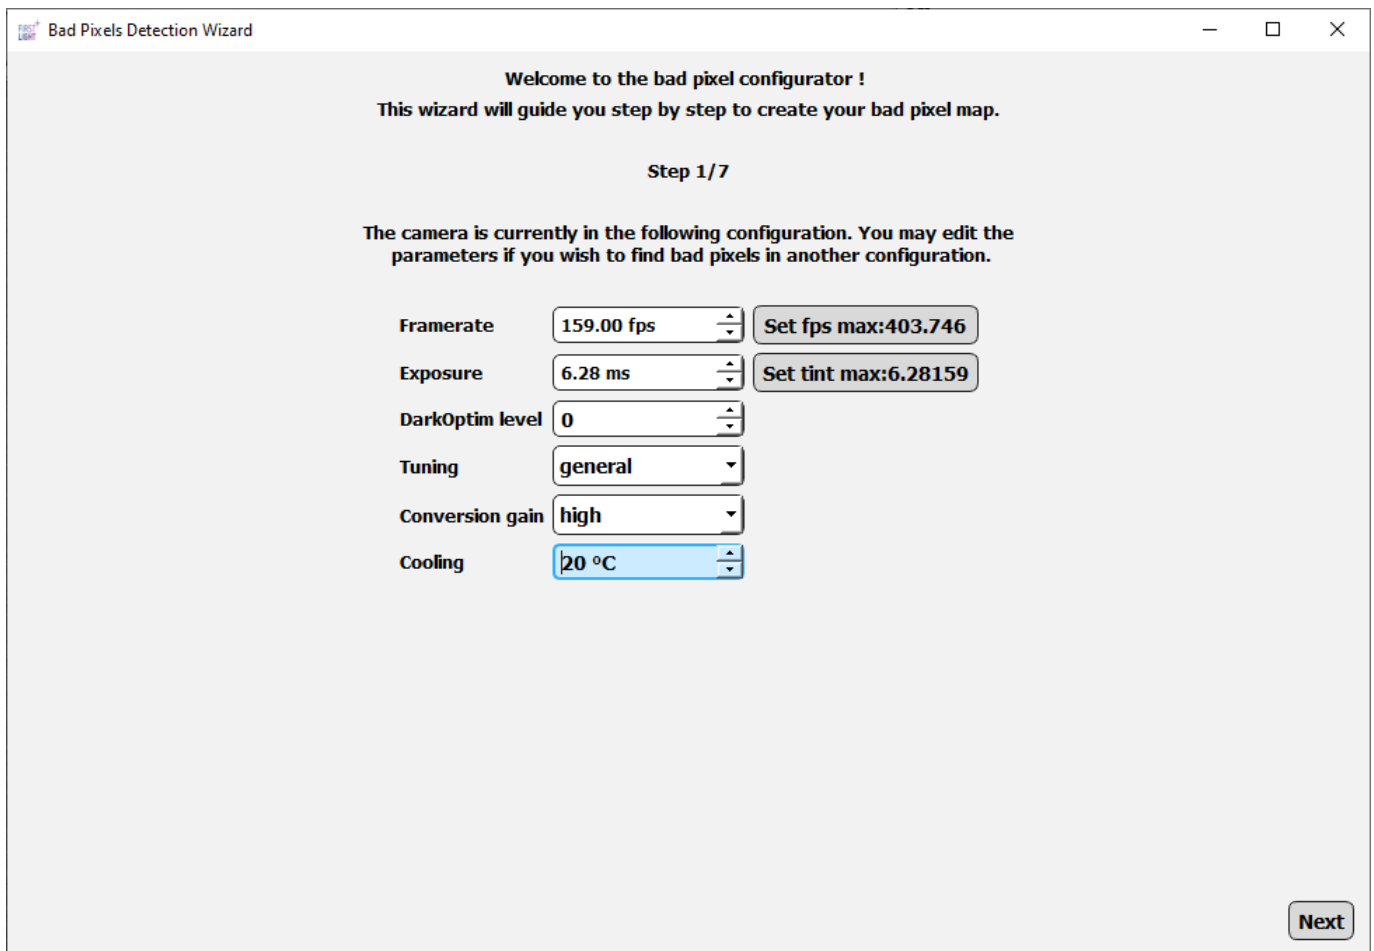 FIRST LIGHT Bad Pixels Detection Wizard
Welcome to the bad pixel configurator !
This wizard will guide you step by step to create your bad pixel map.
Step 1/7
The camera is currently in the following configuration. You may edit the
parameters if you wish to find bad pixels in another configuration.
Framerate 159.00 fps Set fps max:403.746
Exposure 6.28 ms Set tint max:6.28159
DarkOptim level 0
Tuning general
Conversion gain high
Cooling 20 ºC
Next